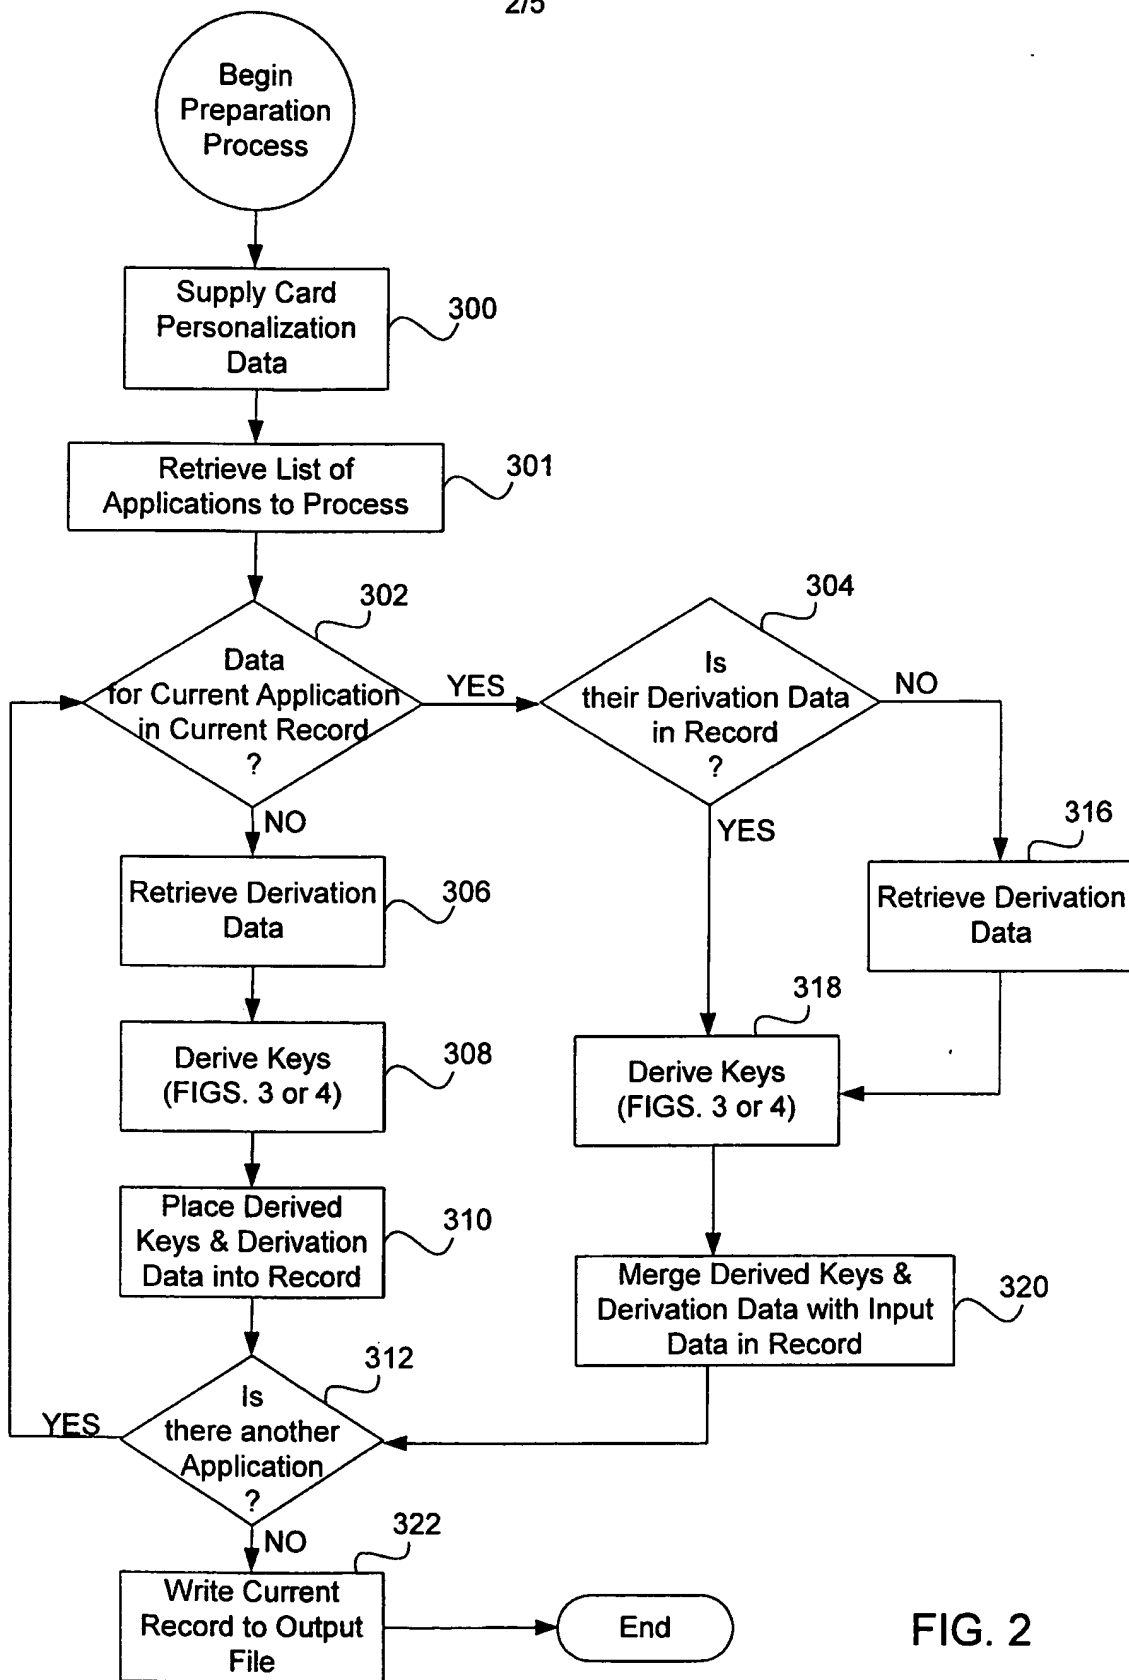 2/5
Begin
Preparation
Process
Supply Card
Personalization
Data
300
Retrieve List of
Applications to Process
301
302
Data
for Current Application
in Current Record
?
YES
NO
304
Is
their Derivation Data
in Record
?
NO
YES
316
Retrieve Derivation
Data
Retrieve Derivation
Data
306
318
Derive Keys
(FIGS. 3 or 4)
308
Derive Keys
(FIGS. 3 or 4)
Place Derived
Keys & Derivation
Data into Record
310
Merge Derived Keys &
Derivation Data with Input
Data in Record
320
312
Is
there another
Application
?
YES
NO
322
Write Current
Record to Output
File
End
FIG. 2